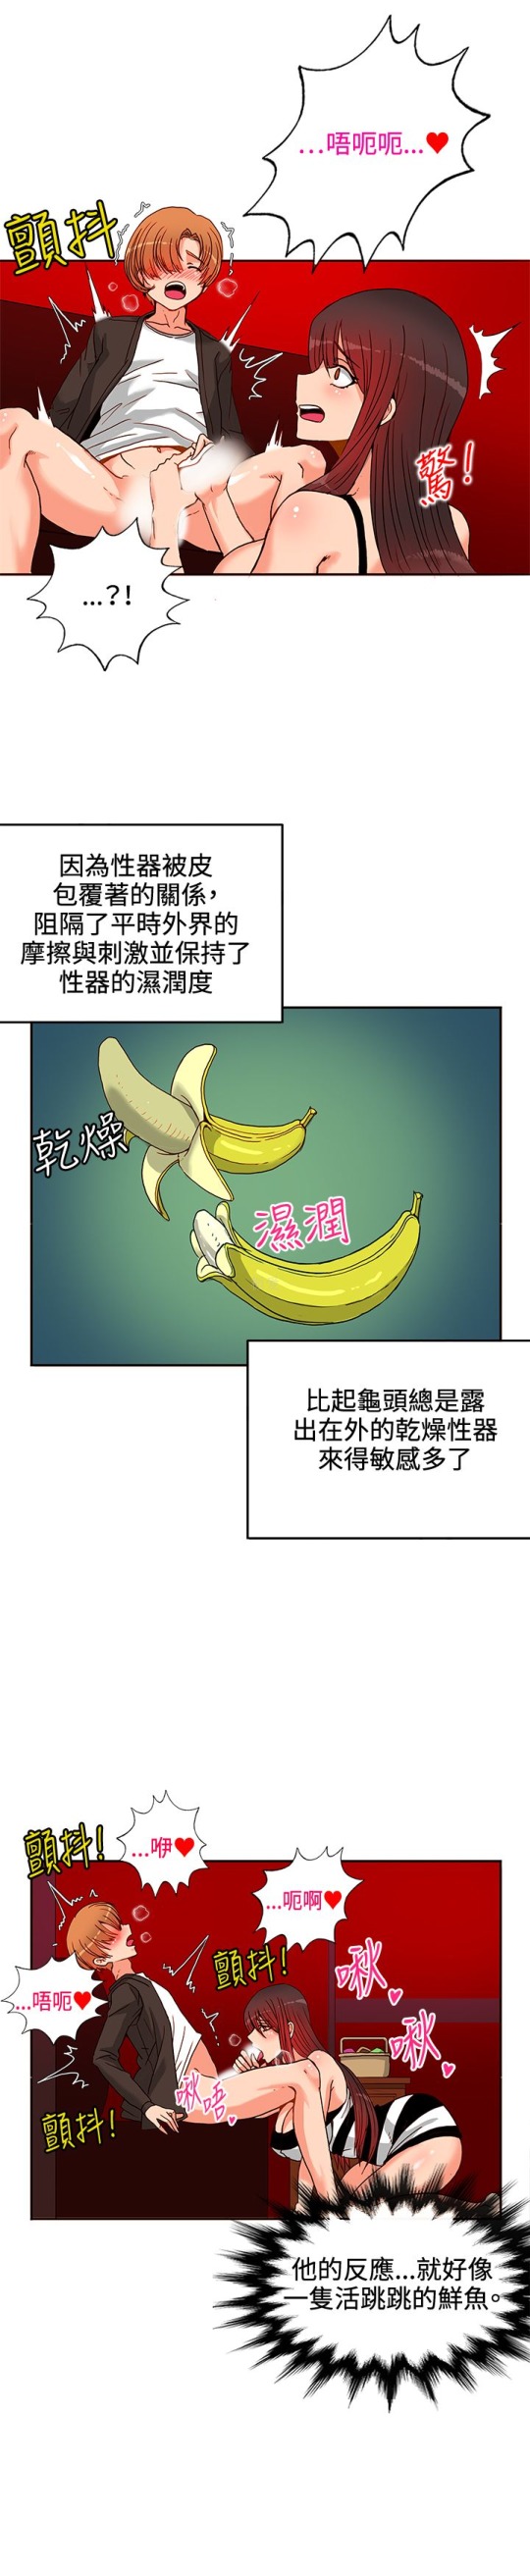 ...唔呃呃...♥
顫抖
驚!
...?!
因為性器被皮
包覆著的關係,
阻隔了平時外界的
摩擦與刺激並保持了
性器的濕潤度
乾燥
濕潤
比起龜頭總是露
出在外的乾燥性器
來得敏感多了
顫抖!
...咿♥
...呃啊♥
顫抖!
啾♥
啾♥
...唔呃♥
啾唔♥
顫抖!
他的反應...就好像
一隻活跳跳的鮮魚。